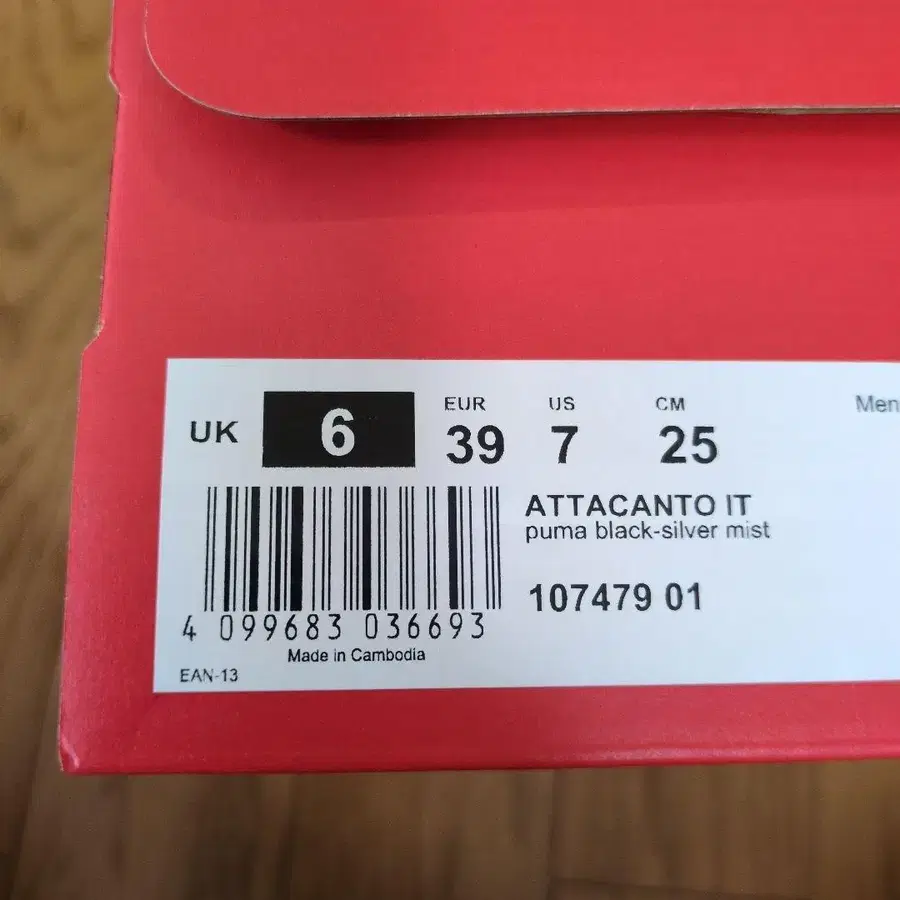 UK 6 EUR 39 US 7 CM 25 Men
ATTACANTO IT
puma black-silver mist
107479 01
4 099683 036693
Made in Cambodia
EAN-13